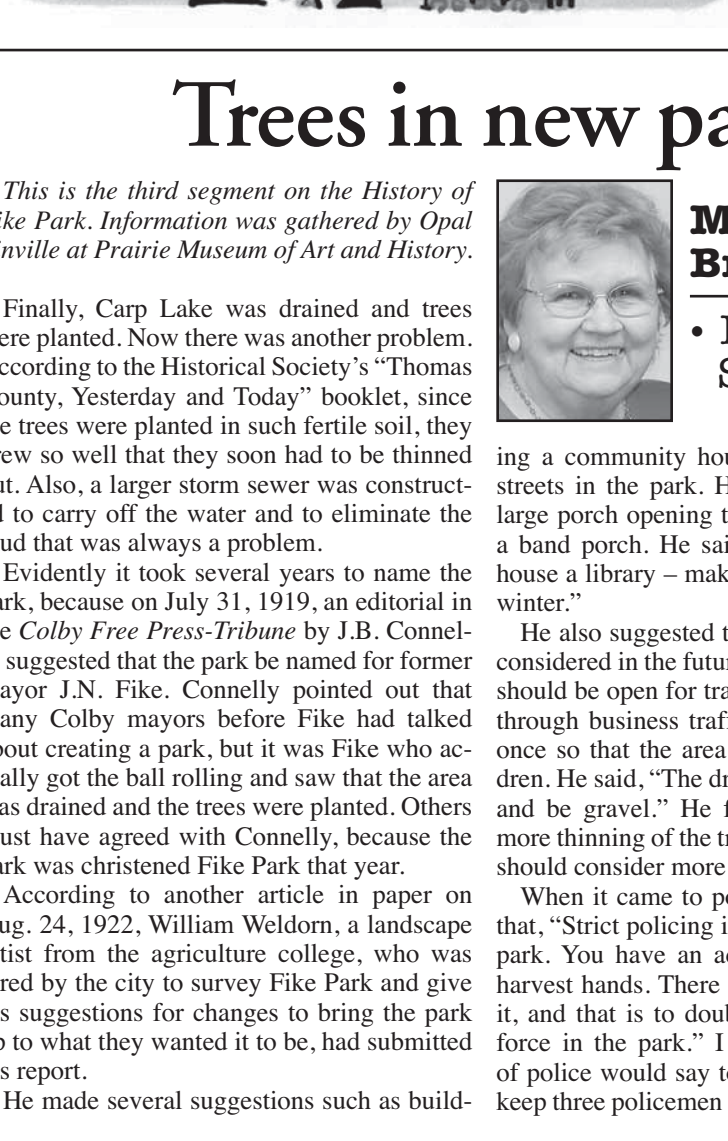 Trees in new pa
This is the third segment on the History of
ike Park. Information was gathered by Opal
inville at Prairie Museum of Art and History.
Finally, Carp Lake was drained and trees
ere planted. Now there was another problem.
ccording to the Historical Society's “Thomas
ounty, Yesterday and Today” booklet, since
e trees were planted in such fertile soil, they
rew so well that they soon had to be thinned
ut. Also, a larger storm sewer was construct-
d to carry off the water and to eliminate the
ud that was always a problem.
Evidently it took several years to name the
ark, because on July 31, 1919, an editorial in
e Colby Free Press-Tribune by J.B. Connel-
suggested that the park be named for former
ayor J.N. Fike. Connelly pointed out that
any Colby mayors before Fike had talked
bout creating a park, but it was Fike who ac-
ally got the ball rolling and saw that the area
as drained and the trees were planted. Others
ust have agreed with Connelly, because the
ark was christened Fike Park that year.
According to another article in paper on
ug. 24, 1922, William Weldorn, a landscape
tist from the agriculture college, who was
red by the city to survey Fike Park and give
s suggestions for changes to bring the park
p to what they wanted it to be, had submitted
s report.
He made several suggestions such as build-
M
Br
•
S
ing a community hou
streets in the park. H
large porch opening t
a band porch. He sai
house a library – mak
winter.”
He also suggested t
considered in the futur
should be open for tra
through business traff
once so that the area
dren. He said, “The dr
and be gravel.” He f
more thinning of the tr
should consider more
When it came to po
that, “Strict policing i
park. You have an ac
harvest hands. There
it, and that is to doub
force in the park.” I
of police would say to
keep three policemen